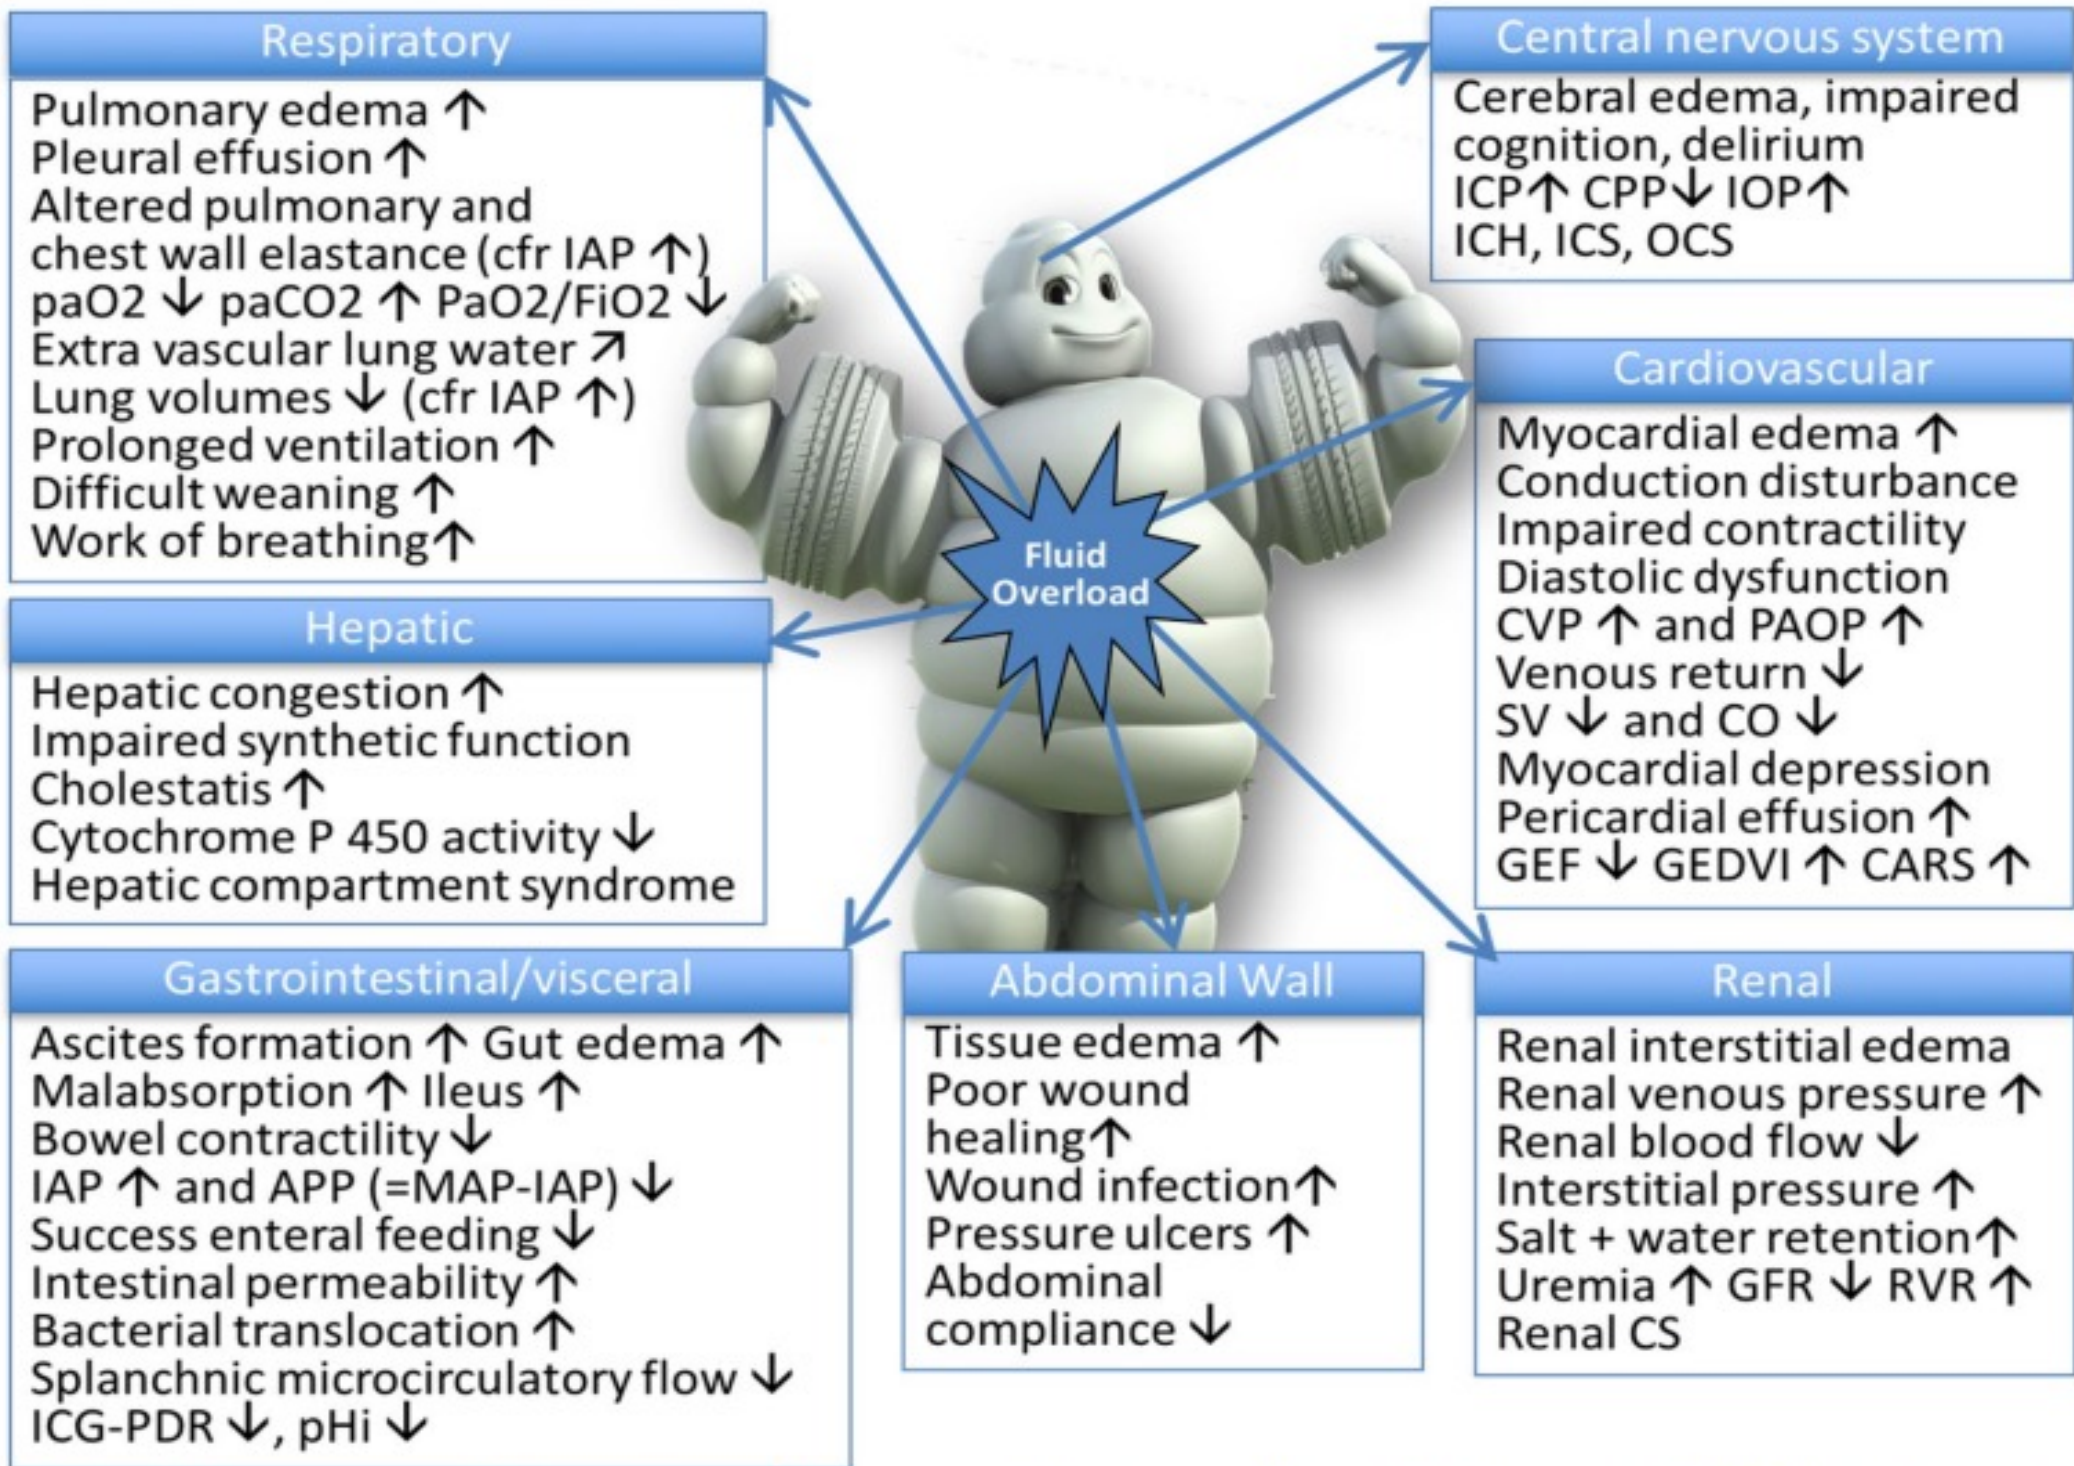 Respiratory
Pulmonary edema ↑
Pleural effusion ↑
Altered pulmonary and
chest wall elastance (cfr IAP ↑)
paO2 ↓ paCO2 ↑ PaO2/FiO2 ↓
Extra vascular lung water ↗
Lung volumes ↓ (cfr IAP ↑)
Prolonged ventilation ↑
Difficult weaning ↑
Work of breathing↑
Central nervous system
Cerebral edema, impaired
cognition, delirium
ICP↑ CPP↓ IOP↑
ICH, ICS, OCS
Cardiovascular
Myocardial edema ↑
Conduction disturbance
Impaired contractility
Diastolic dysfunction
CVP ↑ and PAOP ↑
Venous return ↓
SV ↓ and CO ↓
Myocardial depression
Pericardial effusion ↑
GEF ↓ GEDVI ↑ CARS ↑
Fluid
Overload
Hepatic
Hepatic congestion ↑
Impaired synthetic function
Cholestatis ↑
Cytochrome P 450 activity ↓
Hepatic compartment syndrome
Gastrointestinal/visceral
Ascites formation ↑ Gut edema ↑
Malabsorption ↑ Ileus ↑
Bowel contractility ↓
IAP ↑ and APP (=MAP-IAP) ↓
Success enteral feeding ↓
Intestinal permeability ↑
Bacterial translocation ↑
Splanchnic microcirculatory flow ↓
ICG-PDR ↓, pHi ↓
Abdominal Wall
Tissue edema ↑
Poor wound
healing↑
Wound infection↑
Pressure ulcers ↑
Abdominal
compliance ↓
Renal
Renal interstitial edema
Renal venous pressure ↑
Renal blood flow ↓
Interstitial pressure ↑
Salt + water retention↑
Uremia ↑ GFR ↓ RVR ↑
Renal CS